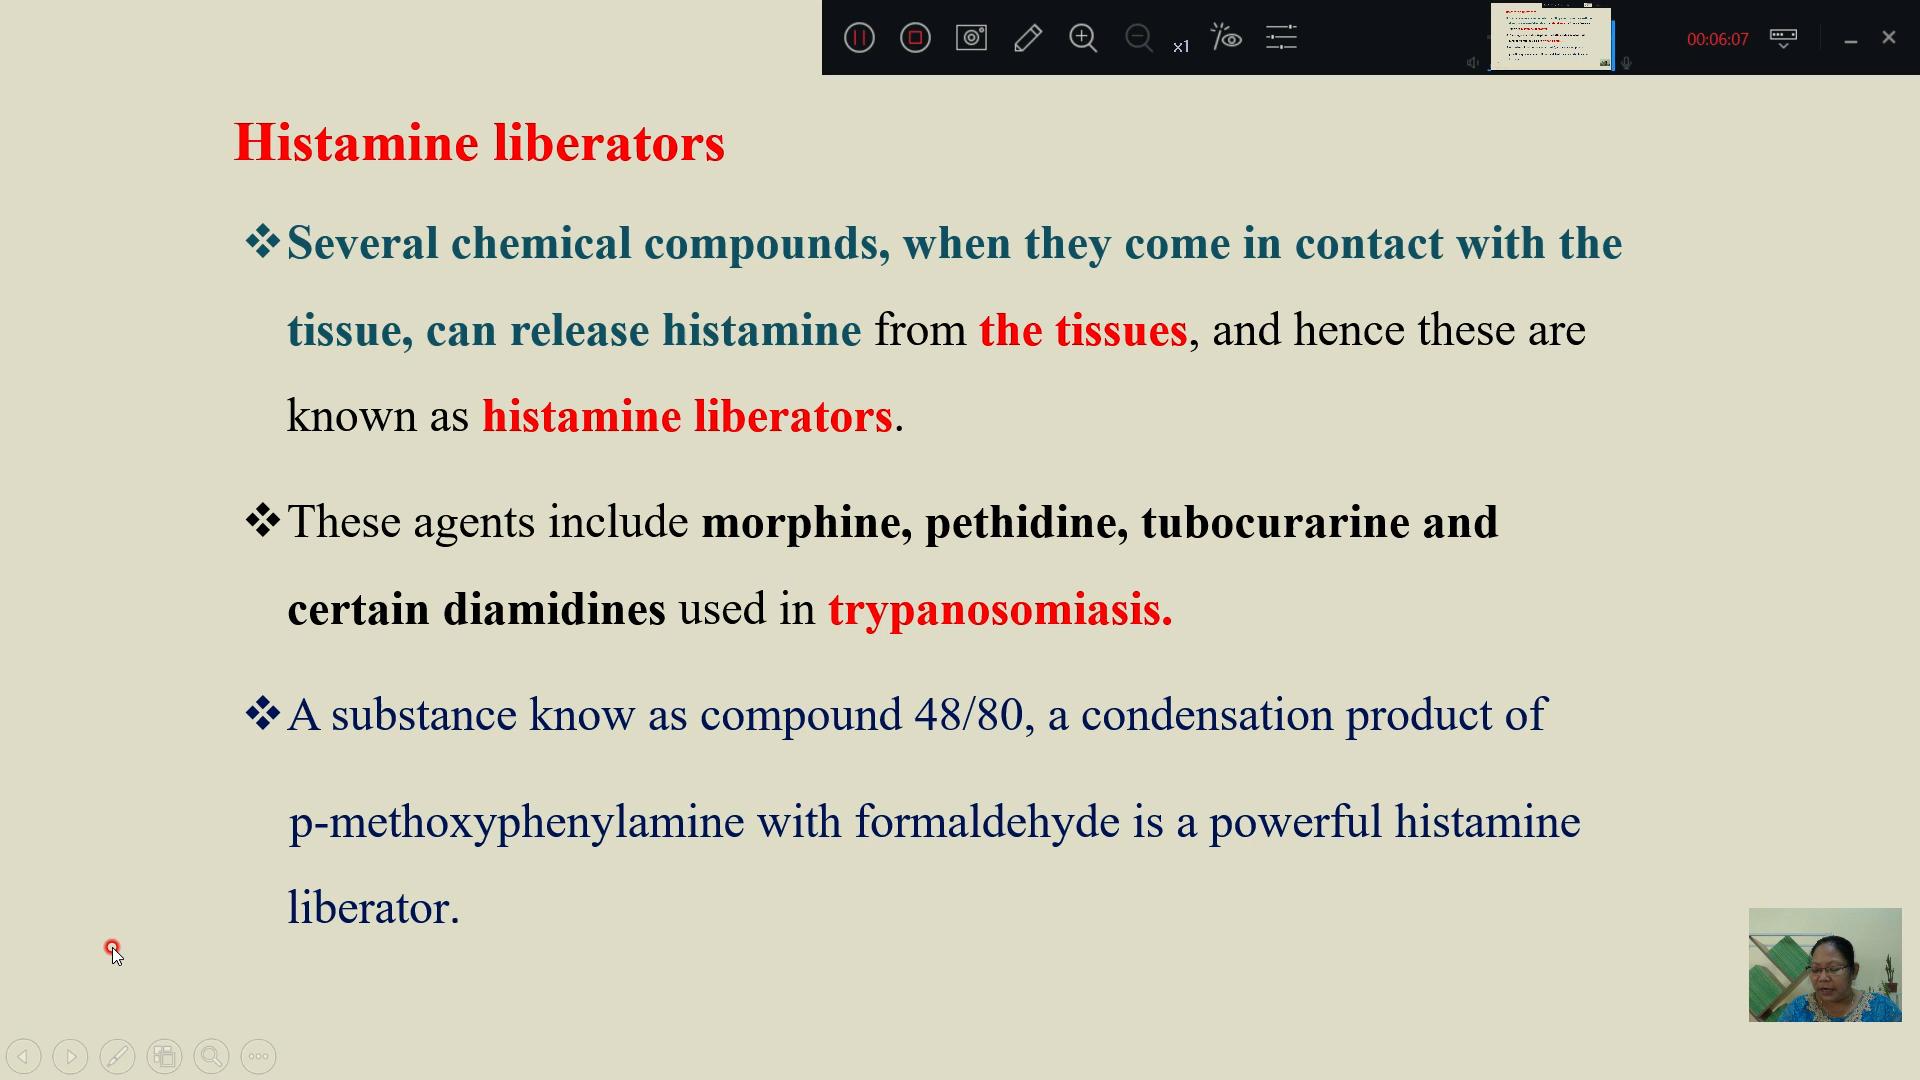 x1
00:06:07
Histamine liberators
❖Several chemical compounds, when they come in contact with the
tissue, can release histamine from the tissues, and hence these are
known as histamine liberators.
❖These agents include morphine, pethidine, tubocurarine and
certain diamidines used in trypanosomiasis.
❖A substance know as compound 48/80, a condensation product of
p-methoxyphenylamine with formaldehyde is a powerful histamine
liberator.